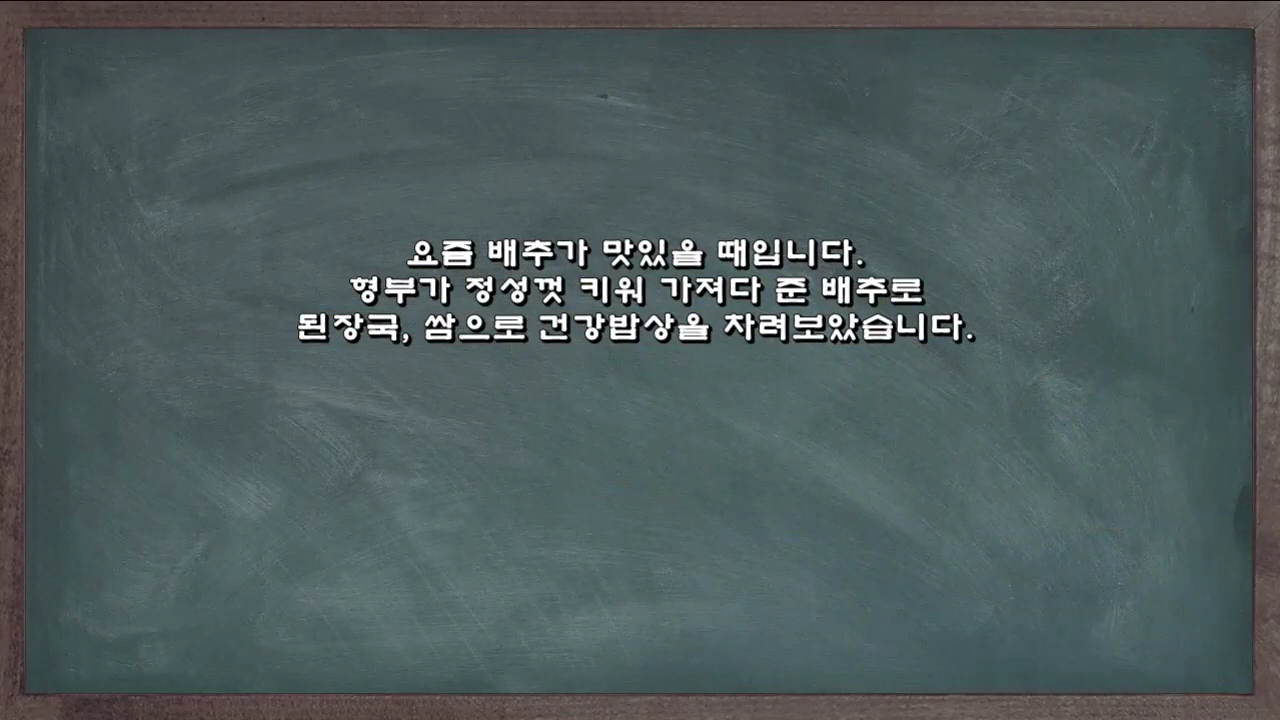 요즘 배추가 맛있을 때입니다.
형부가 정성껏 키워 가져다 준 배추로
된장국, 쌈으로 건강밥상을 차려보았습니다.